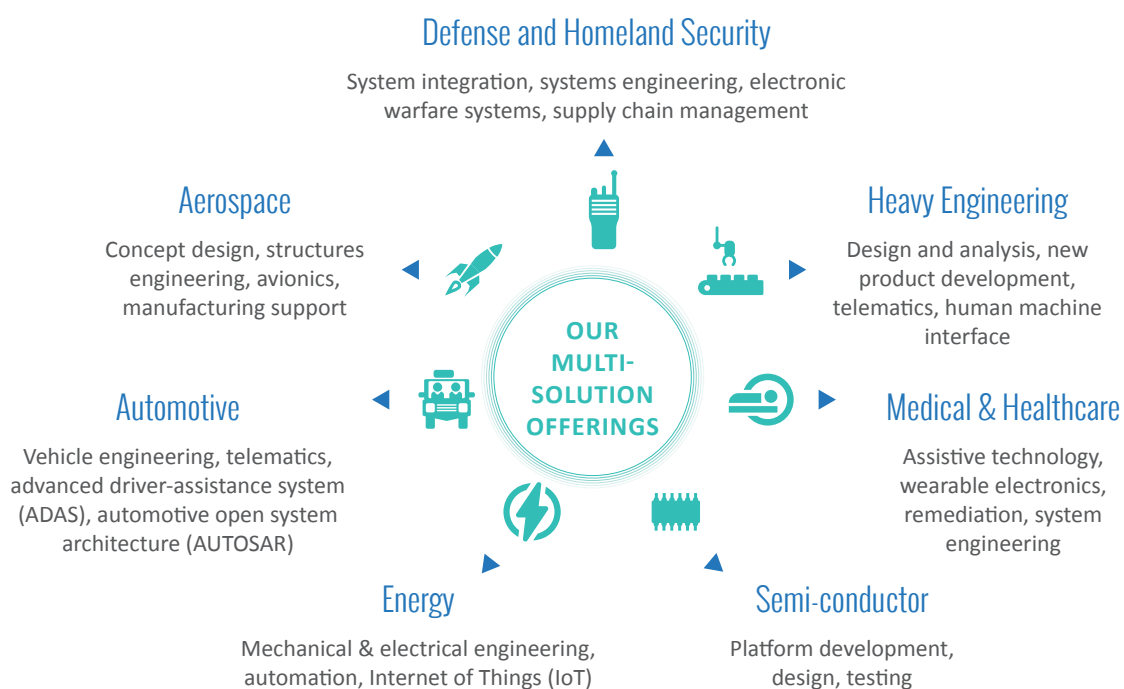 Defense and Homeland Security
System integration, systems engineering, electronic
warfare systems, supply chain management
Aerospace
Concept design, structures
engineering, avionics,
manufacturing support
Heavy Engineering
Design and analysis, new
product development,
telematics, human machine
interface
OUR
MULTI-
SOLUTION
OFFERINGS
Automotive
Vehicle engineering, telematics,
advanced driver-assistance system
(ADAS), automotive open system
architecture (AUTOSAR)
Medical & Healthcare
Assistive technology,
wearable electronics,
remediation, system
engineering
Energy
Mechanical & electrical engineering,
automation, Internet of Things (IoT)
Semi-conductor
Platform development,
design, testing